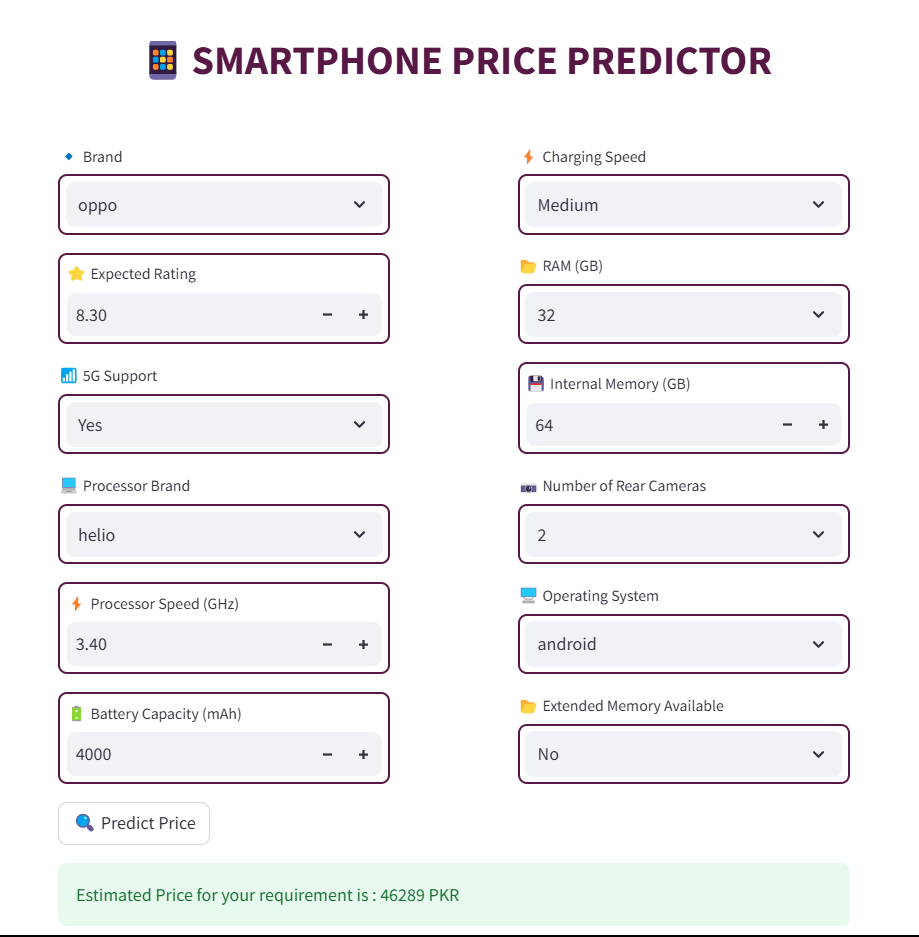 SMARTPHONE PRICE PREDICTOR
Brand
oppo
Expected Rating
8.30
5G Support
Yes
Processor Brand
helio
Processor Speed (GHz)
3.40
Battery Capacity (mAh)
4000
Charging Speed
Medium
RAM (GB)
32
Internal Memory (GB)
64
Number of Rear Cameras
2
Operating System
android
Extended Memory Available
No
Predict Price
Estimated Price for your requirement is : 46289 PKR